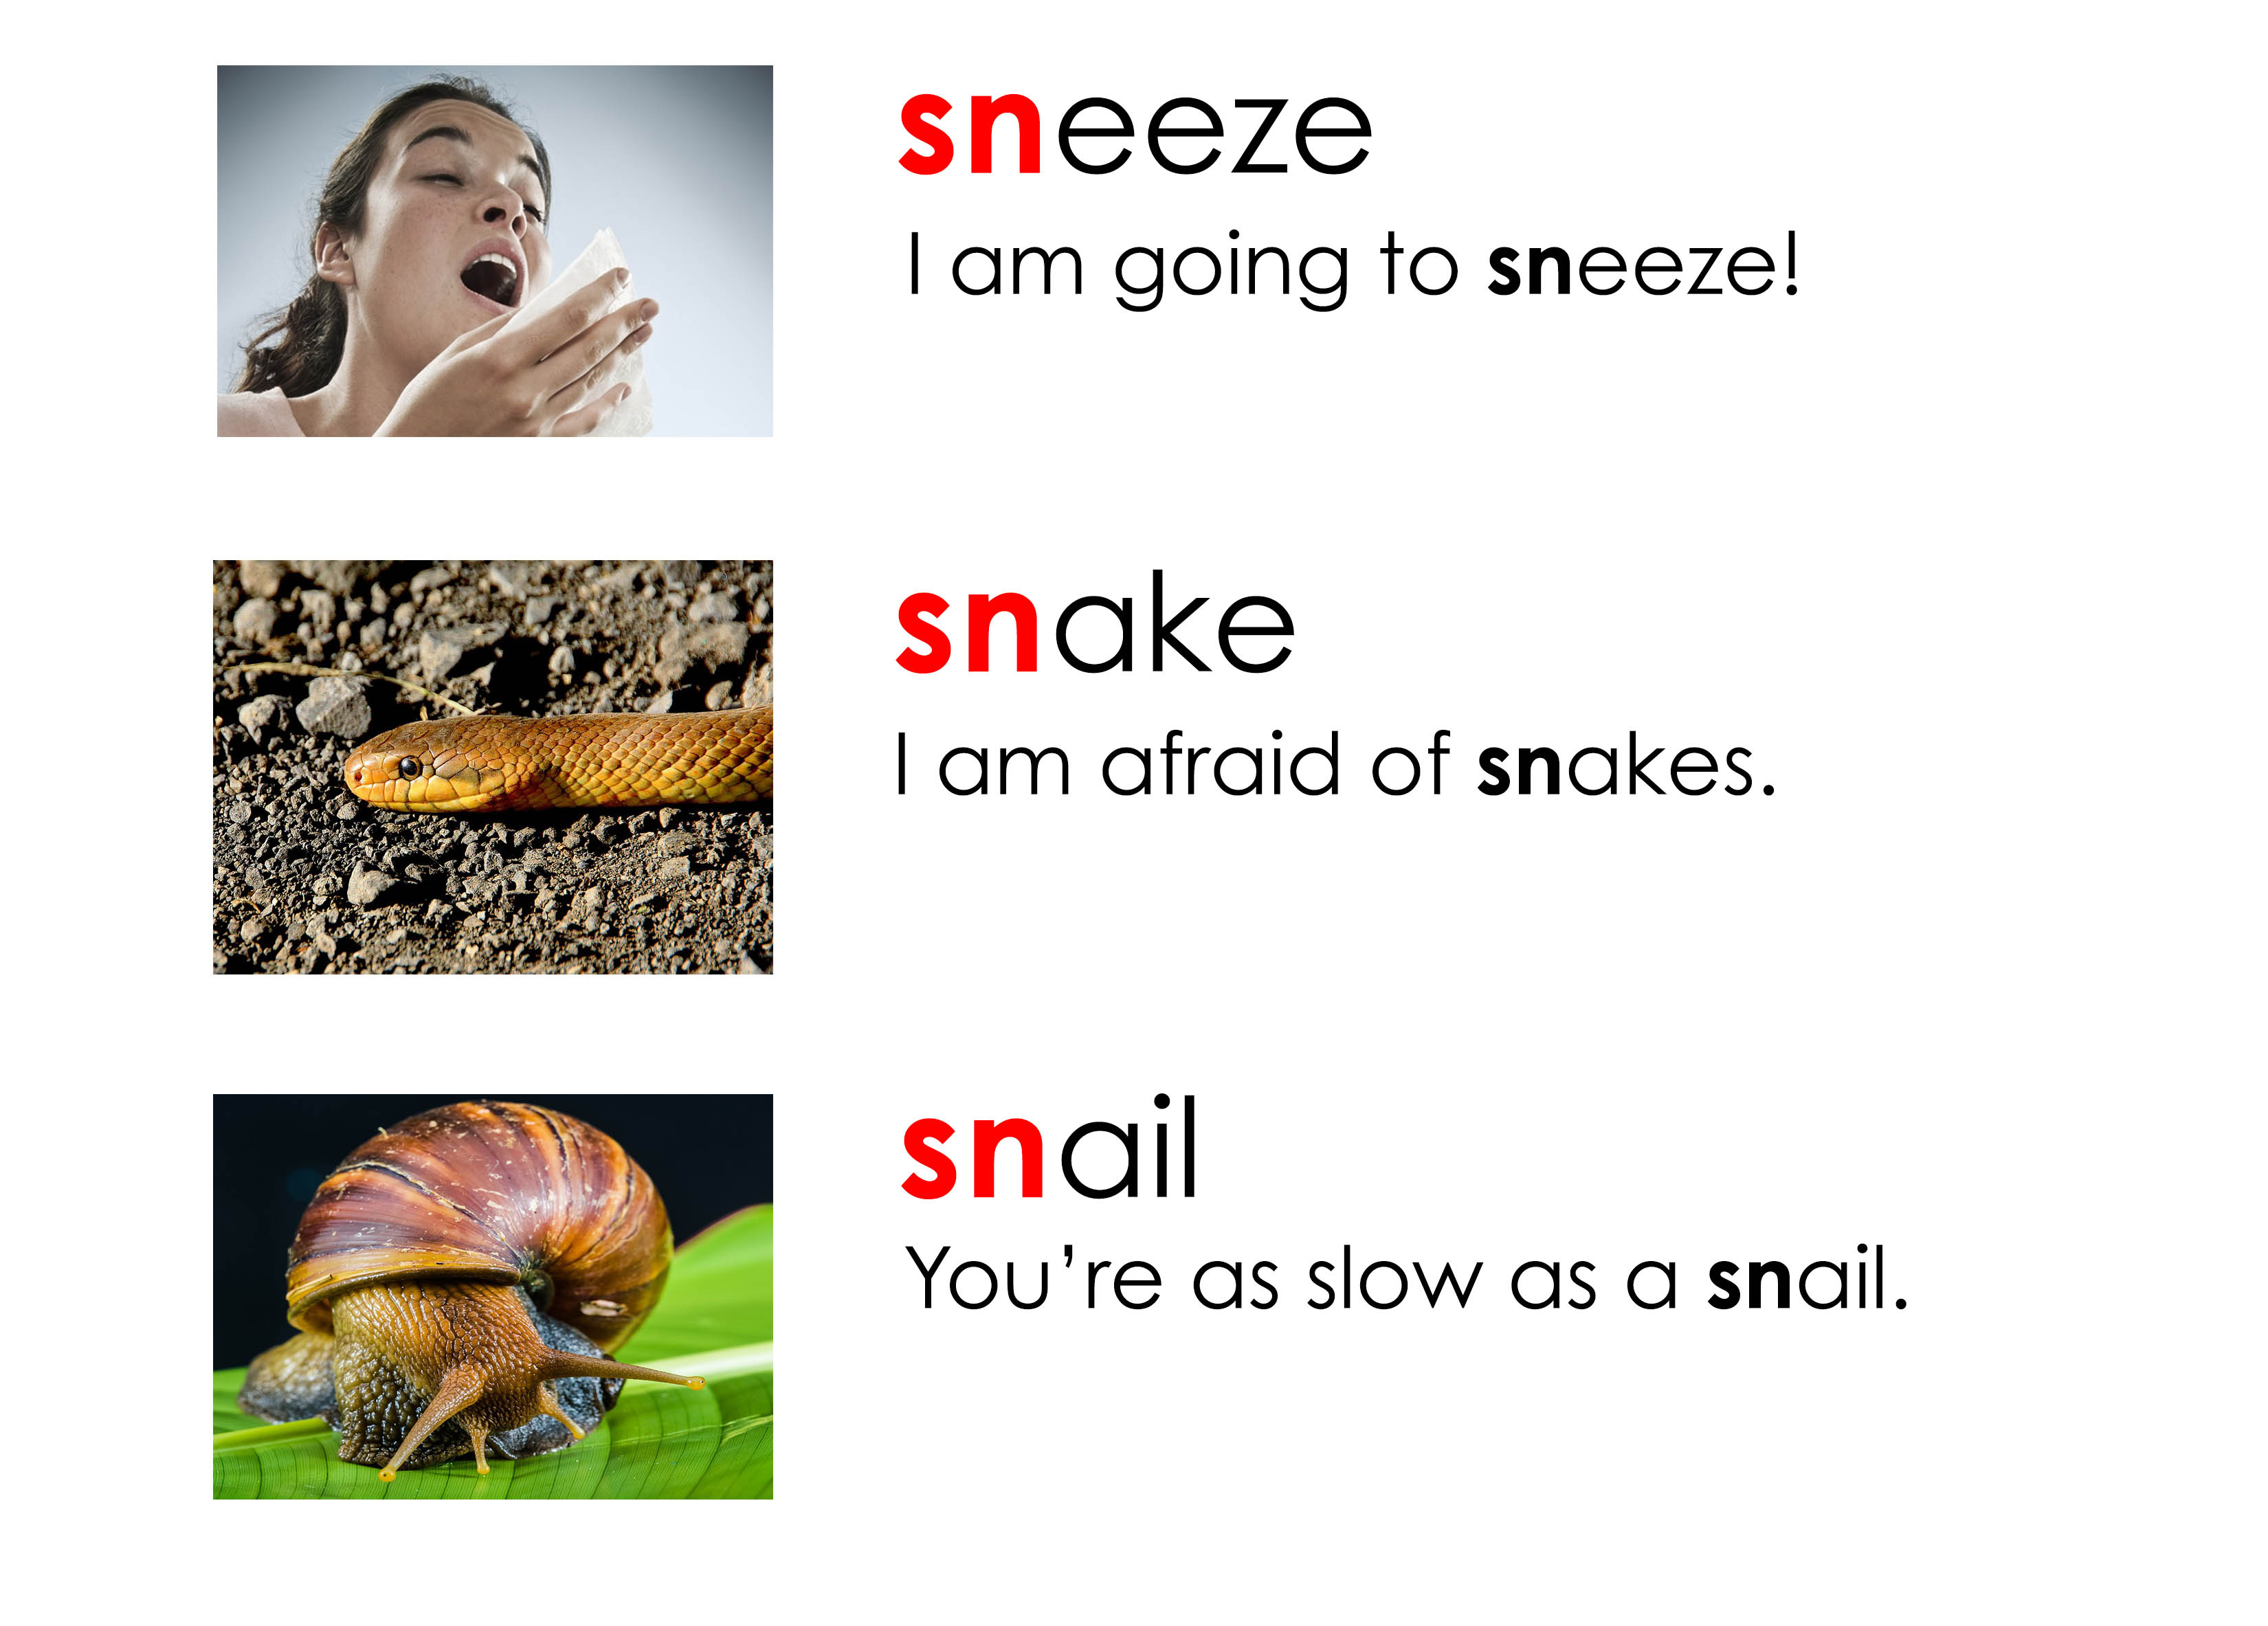 sneeze
I am going to sneeze!
snake
I am afraid of snakes.
snail
You’re as slow as a snail.